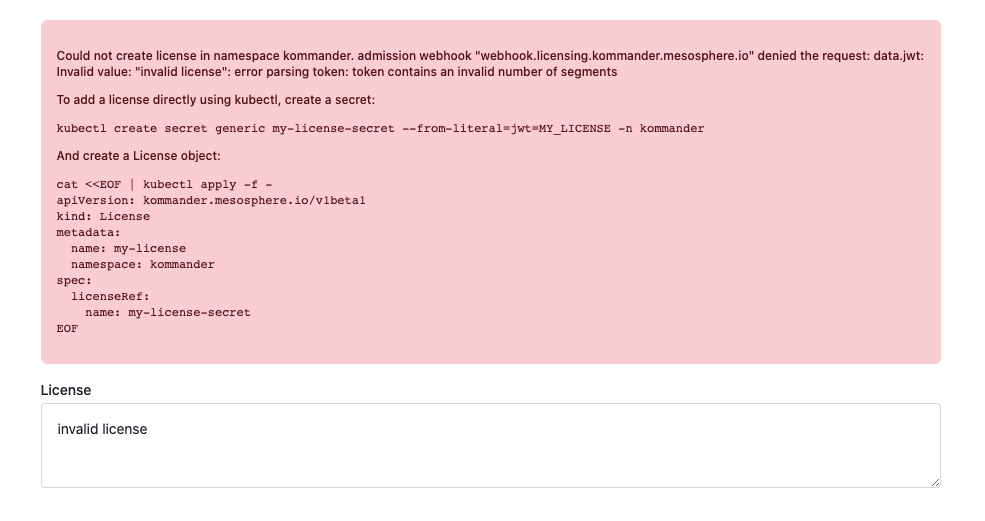 Could not create license in namespace kommander. admission webhook "webhook.licensing.kommander.mesosphere.io" denied the request: data.jwt:
Invalid value: "invalid license": error parsing token: token contains an invalid number of segments
To add a license directly using kubectl, create a secret:
kubectl create secret generic my-license-secret --from-literal=jwt=MY_LICENSE -n kommander
And create a License object:
cat <<EOF | kubectl apply -f -
apiVersion: kommander.mesosphere.io/v1beta1
kind: License
metadata:
  name: my-license
  namespace: kommander
spec:
  licenseRef:
    name: my-license-secret
EOF
License
invalid license